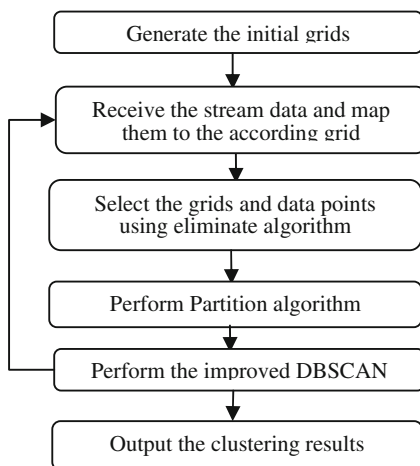 Generate the initial grids
Receive the stream data and map
them to the according grid
Select the grids and data points
using eliminate algorithm
Perform Partition algorithm
Perform the improved DBSCAN
Output the clustering results